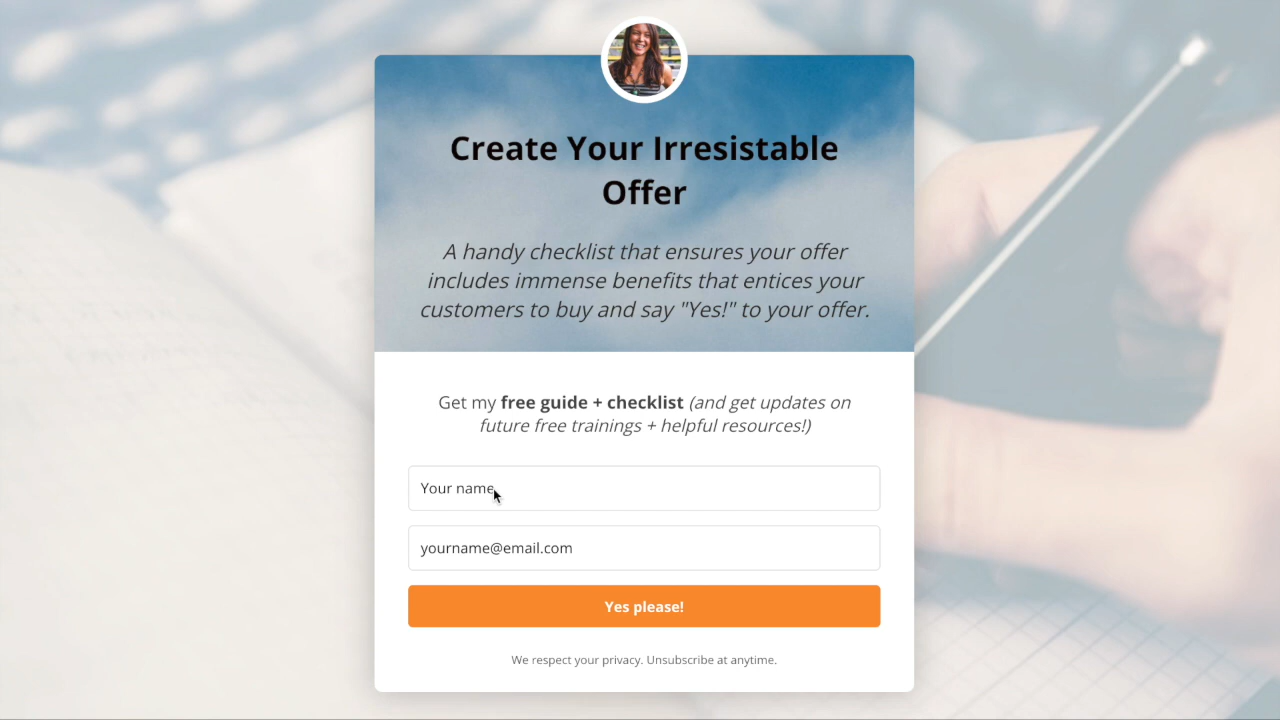 Create Your Irresistable
Offer
A handy checklist that ensures your offer
includes immense benefits that entices your
customers to buy and say "Yes!" to your offer.
Get my free guide + checklist (and get updates on
future free trainings + helpful resources!)
Your name
yourname@email.com
Yes please!
We respect your privacy. Unsubscribe at anytime.